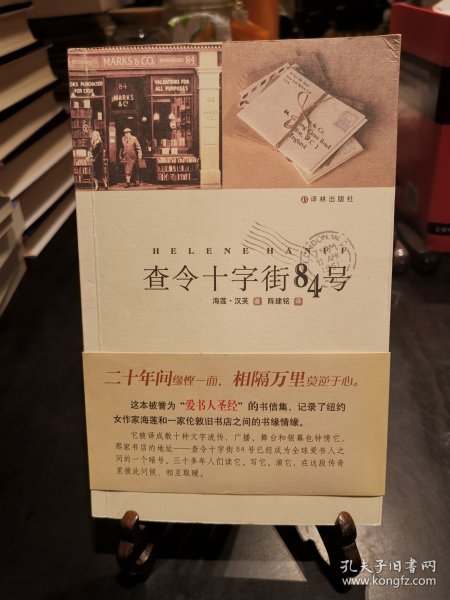 MARKS & CO.
84
BOOKS PURCHASED
FOR CASH
84
MARKS
& CO
VALUATIONS FOR
ALL PURPOSES
译林出版社
HELENE HANFF
LONDON.W.C.
查令十字街84号
海莲·汉芙 著 陈建铭 译
二十年间缘悭一面，相隔万里莫逆于心。
这本被誉为“爱书人圣经”的书信集，记录了纽约
女作家海莲和一家伦敦旧书店之间的书缘情缘。
它被译成数十种文字流传，广播、舞台和银幕也钟情它，
那家书店的地址——查令十字街84号已经成为全球爱书人之
间的一个暗号。三十多年人们读它、写它、演它，在这段传奇
里彼此问候，相互取暖。
孔夫子旧书网
www.kongfz.com